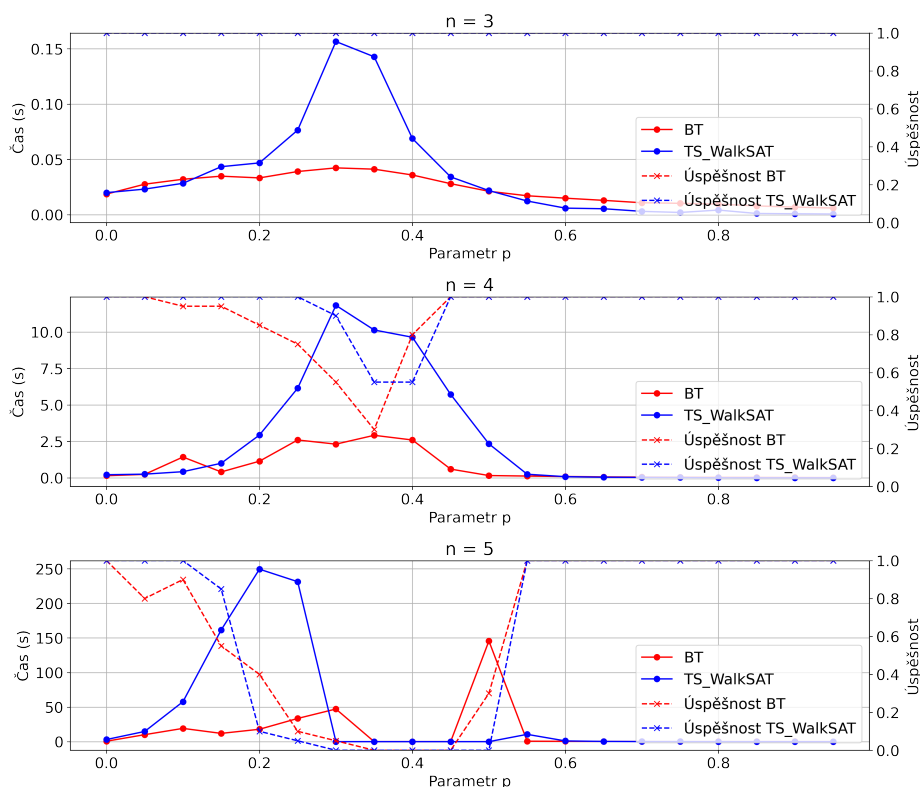 n = 3
Čas (s)
0.15
0.10
0.05
0.00
0.0 0.2 0.4 0.6 0.8
Parametr p
1.0
0.8
0.6
0.4
0.2
0.0
Úspěšnost
BT
TS_WalkSAT
Úspěšnost BT
Úspěšnost TS_WalkSAT
n = 4
Čas (s)
10.0
7.5
5.0
2.5
0.0
0.0 0.2 0.4 0.6 0.8
Parametr p
1.0
0.8
0.6
0.4
0.2
0.0
Úspěšnost
BT
TS_WalkSAT
Úspěšnost BT
Úspěšnost TS_WalkSAT
n = 5
Čas (s)
250
200
150
100
50
0
0.0 0.2 0.4 0.6 0.8
Parametr p
1.0
0.8
0.6
0.4
0.2
0.0
Úspěšnost
BT
TS_WalkSAT
Úspěšnost BT
Úspěšnost TS_WalkSAT